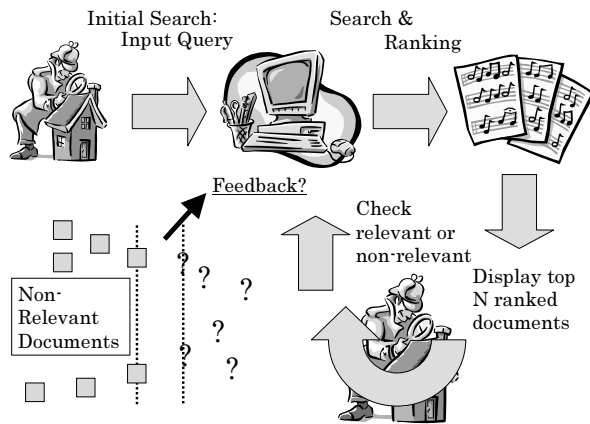 Initial Search:
Input Query
Search &
Ranking
Feedback?
Check
relevant or
non-relevant
Display top
N ranked
documents
Non-
Relevant
Documents
?
?
?
?
?
?